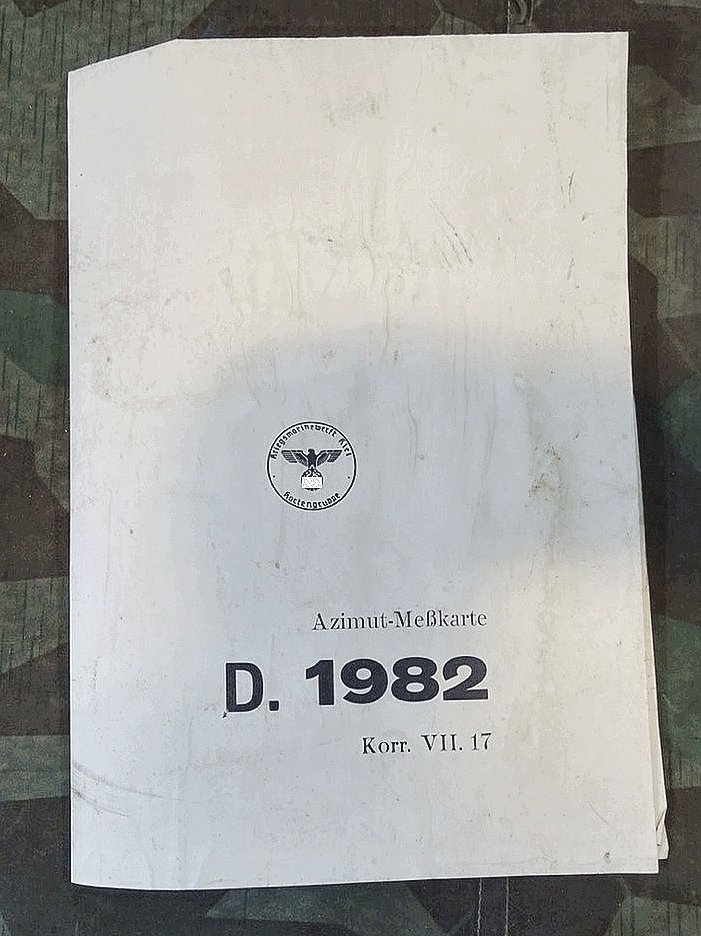 Kriegsmarinewerft Kiel
Kartengruppe
Azimut-Meßkarte
D. 1982
Korr. VII. 17